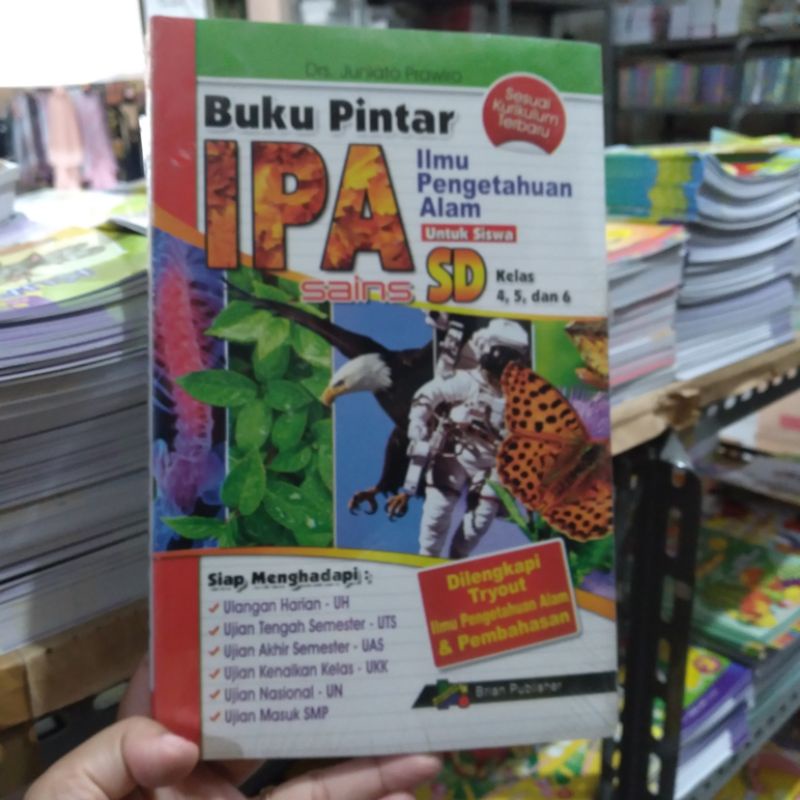 Drs. Juniato Prawiro
Buku Pintar
Sesuai
Kurikulum
Terbaru
IPA
sains
Ilmu
Pengetahuan
Alam
Untuk Siswa
SD
Kelas
4, 5, dan 6
Siap Menghadapi :
Ulangan Harian - UH
Ujian Tengah Semester - UTS
Ujian Akhir Semester - UAS
Ujian Kenaikan Kelas - UKK
Ujian Nasional - UN
Ujian Masuk SMP
Dilengkapi
Tryout
Ilmu Pengetahuan Alam
& Pembahasan
Brian Publisher